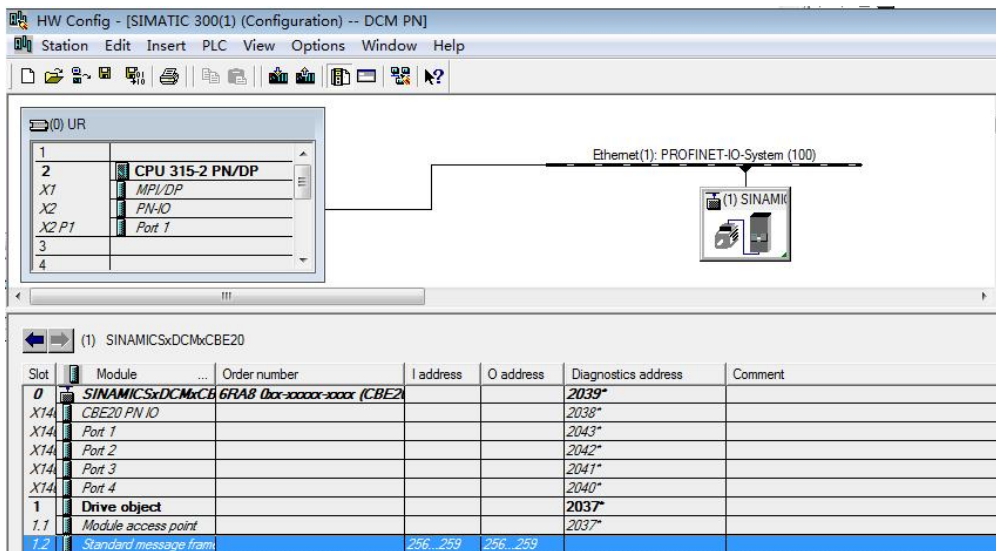 HW Config - [SIMATIC 300(1) (Configuration) -- DCM PN]
Station Edit Insert PLC View Options Window Help
(0) UR
1
2 CPU 315-2 PN/DP
X1 MPI/DP
X2 PN-IO
X2 P1 Port 1
3
4
Ethernet(1): PROFINET-IO-System (100)
(1) SINAMIC
(1) SINAMICSxDCMxCBE20
Slot Module ... Order number I address O address Diagnostics address Comment
0 SINAMICSxDCMxCB 6RA8 0xx-xxxxx-xxxx (CBE20 2039*
X14 CBE20 PN IO 2038*
X14 Port 1 2043*
X14 Port 2 2042*
X14 Port 3 2041*
X14 Port 4 2040*
1 Drive object 2037*
1.1 Module access point 2037*
1.2 Standard message frame 256...259 256...259